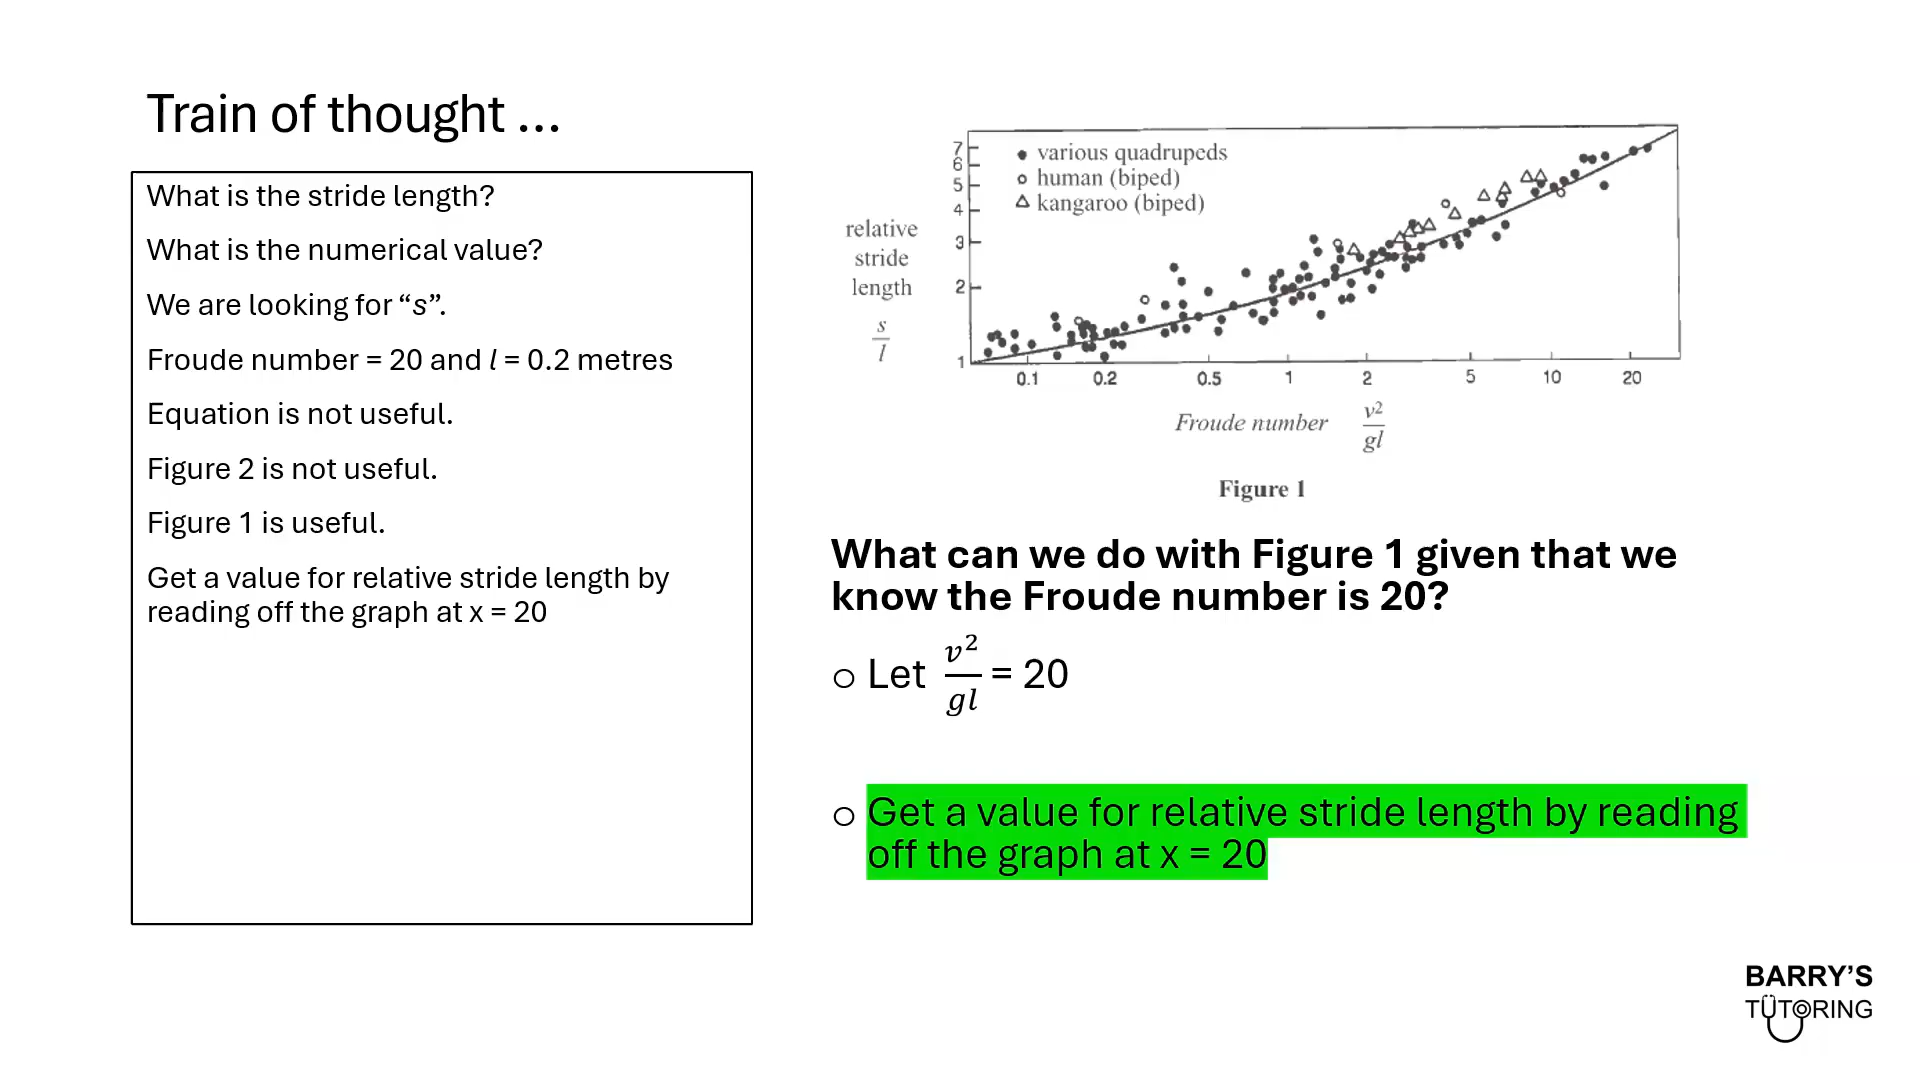 Train of thought ...
What is the stride length?
What is the numerical value?
We are looking for “s”.
Froude number = 20 and l = 0.2 metres
Equation is not useful.
Figure 2 is not useful.
Figure 1 is useful.
Get a value for relative stride length by
reading off the graph at x = 20
various quadrupeds
human (biped)
kangaroo (biped)
relative
stride
length
s
l
7
6
5
4
3
2
1
0.1 0.2 0.5 1 2 5 10 20
Froude number v²
gl
Figure 1
What can we do with Figure 1 given that we
know the Froude number is 20?
o Let v²/gl = 20
o Get a value for relative stride length by reading
off the graph at x = 20
BARRY’S
TÜTORING